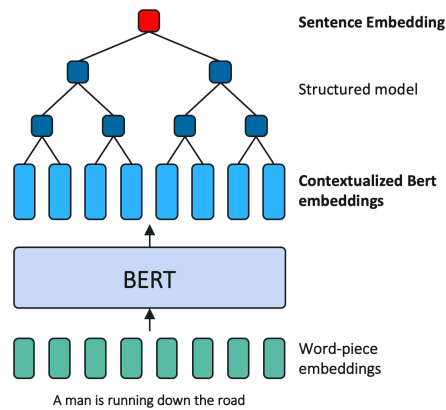 Sentence Embedding
Structured model
Contextualized Bert
embeddings
BERT
Word-piece
embeddings
A man is running down the road